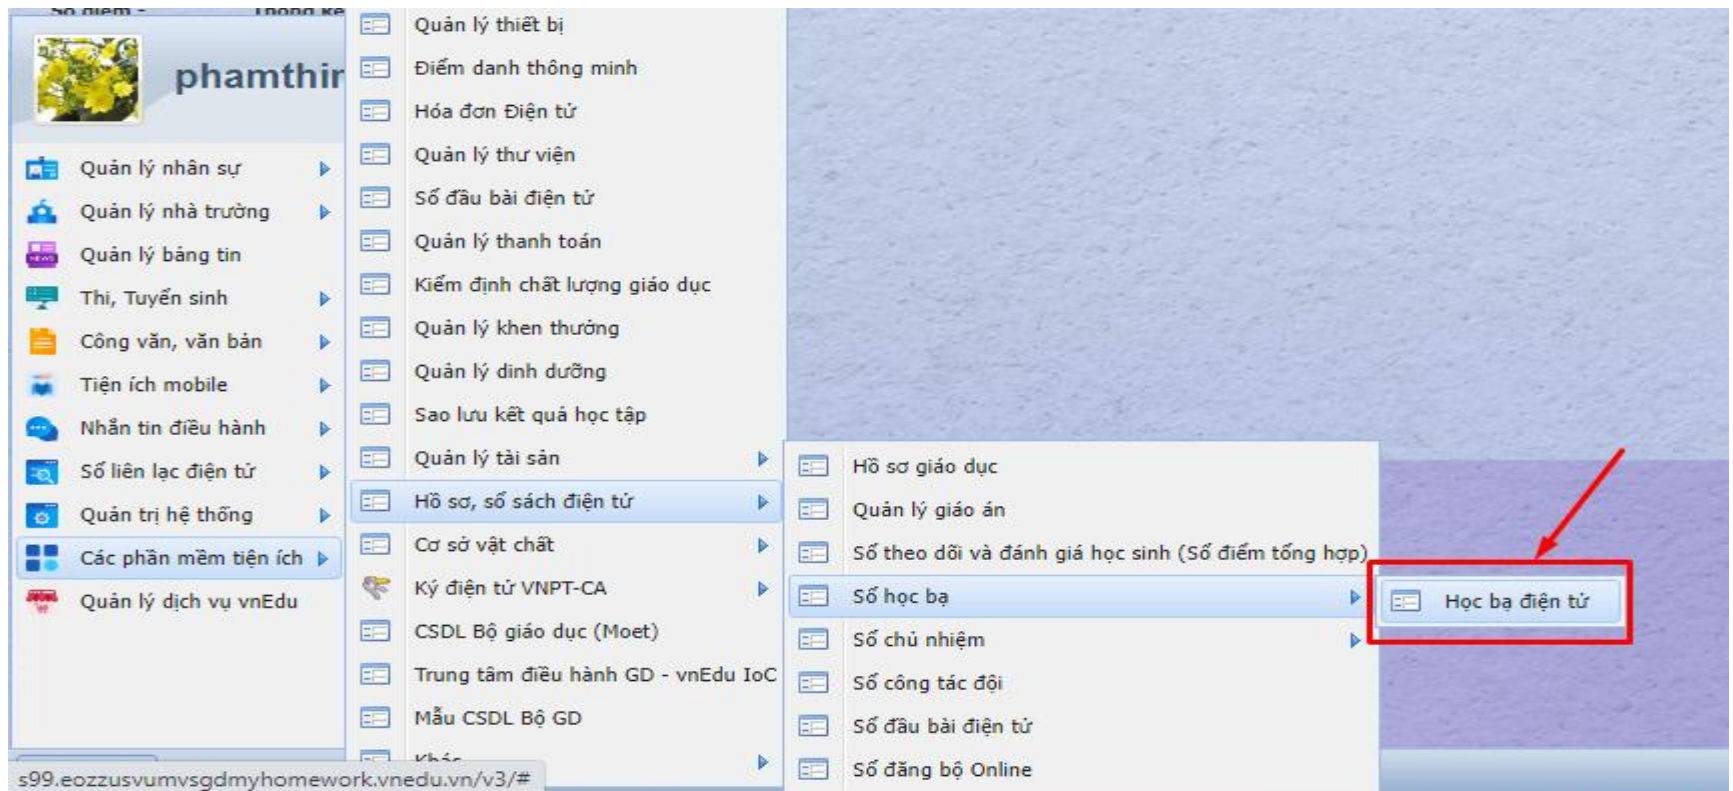 Sổ điểm -
Thống kê
phamthir
Quản lý nhân sự
Quản lý nhà trường
Quản lý bảng tin
Thi, Tuyển sinh
Công văn, văn bản
Tiện ích mobile
Nhắn tin điều hành
Sổ liên lạc điện tử
Quản trị hệ thống
Các phần mềm tiện ích
Quản lý dịch vụ vnEdu
Quản lý thiết bị
Điểm danh thông minh
Hóa đơn Điện tử
Quản lý thư viện
Sổ đầu bài điện tử
Quản lý thanh toán
Kiểm định chất lượng giáo dục
Quản lý khen thưởng
Quản lý dinh dưỡng
Sao lưu kết quả học tập
Quản lý tài sản
Hồ sơ, sổ sách điện tử
Cơ sở vật chất
Ký điện tử VNPT-CA
CSDL Bộ giáo dục (Moet)
Trung tâm điều hành GD - vnEdu IoC
Mẫu CSDL Bộ GD
Khác
Hồ sơ giáo dục
Quản lý giáo án
Sổ theo dõi và đánh giá học sinh (Sổ điểm tổng hợp)
Sổ học bạ
Sổ chủ nhiệm
Sổ công tác đội
Sổ đầu bài điện tử
Sổ đăng bộ Online
Học bạ điện tử
s99.eozzusvumvsgdmyhomework.vnedu.vn/v3/#